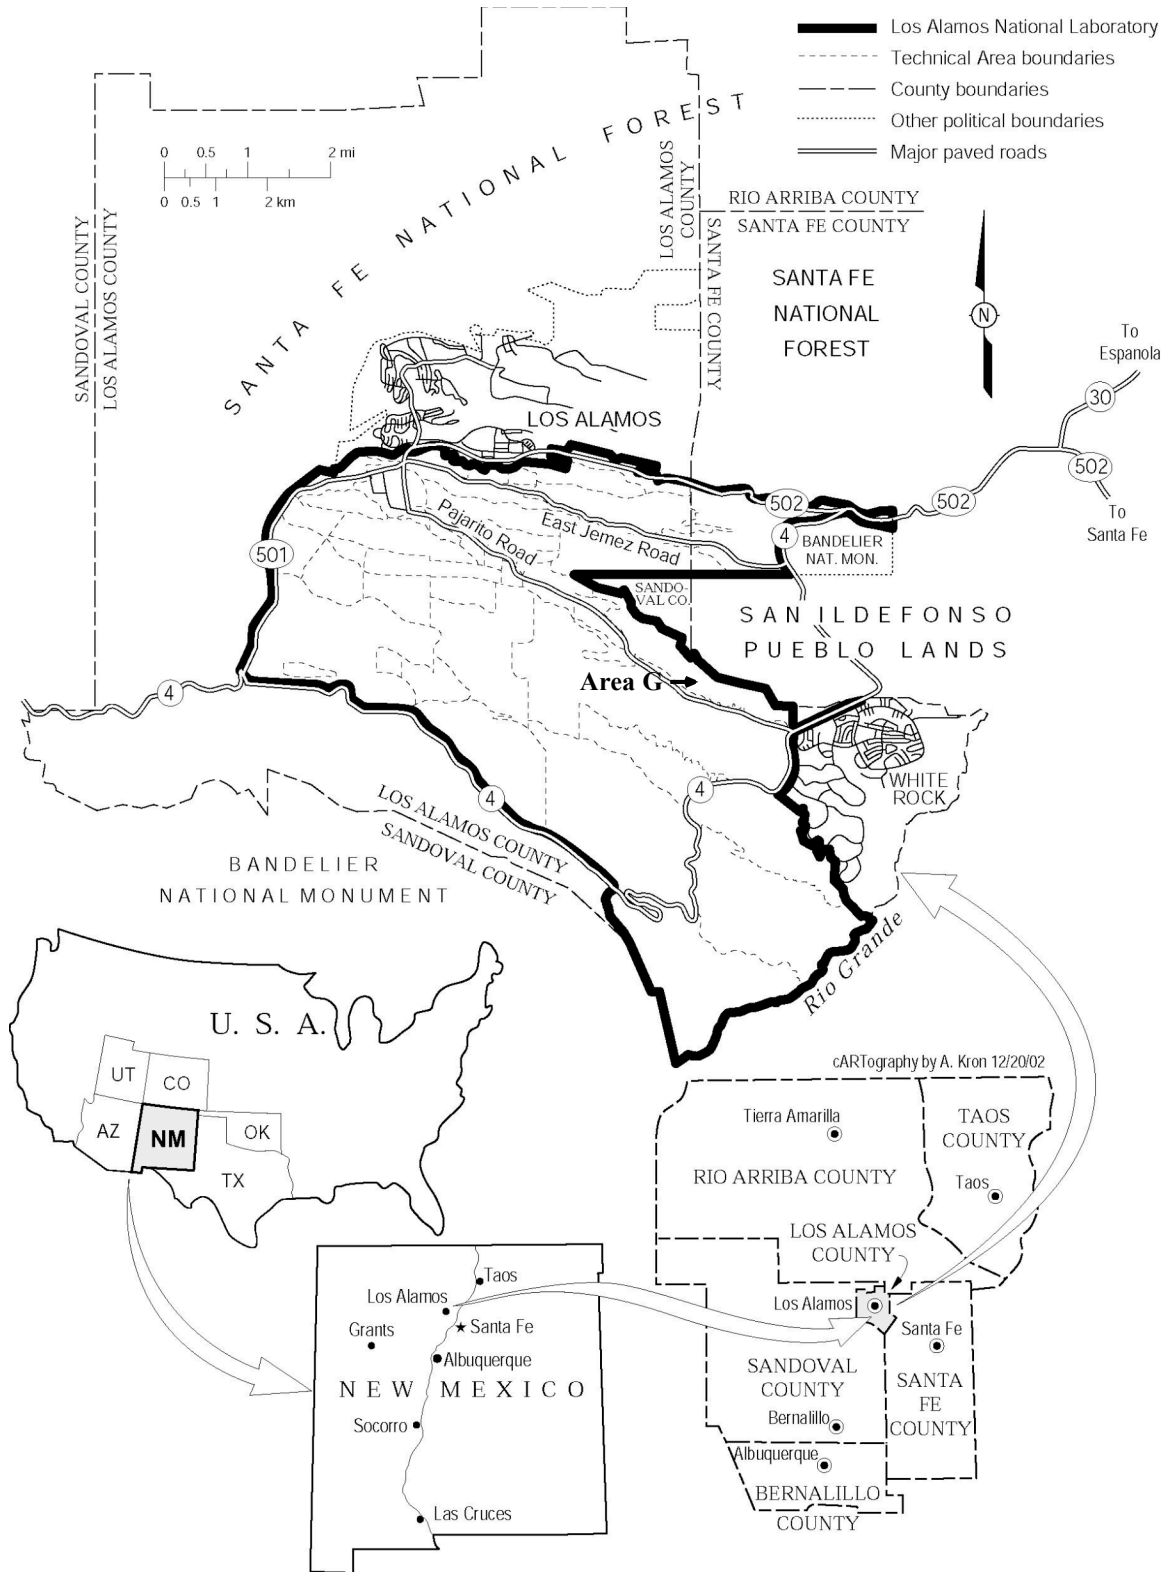 Los Alamos National Laboratory
Technical Area boundaries
County boundaries
Other political boundaries
Major paved roads
0 0.5 1 2 mi
0 0.5 1 2 km
SANTA FE NATIONAL FOREST
SANDOVAL COUNTY
LOS ALAMOS COUNTY
LOS ALAMOS
COUNTY
SANTA FE COUNTY
RIO ARRIBA COUNTY
SANTA FE COUNTY
SANTA FE
NATIONAL
FOREST
N
To
Espanola
30
502
502
502
To
Santa Fe
LOS ALAMOS
501
Pajarito Road
East Jemez Road
4
BANDELIER
NAT. MON.
SANDO-
VAL CO.
SAN ILDEFONSO
PUEBLO LANDS
Area G
4
4
4
WHITE
ROCK
LOS ALAMOS COUNTY
SANDOVAL COUNTY
BANDELIER
NATIONAL MONUMENT
Rio Grande
cARTography by A. Kron 12/20/02
U. S. A.
UT
CO
AZ
NM
OK
TX
Taos
Los Alamos
Santa Fe
Grants
Albuquerque
NEW MEXICO
Socorro
Las Cruces
Tierra Amarilla
TAOS
COUNTY
RIO ARRIBA COUNTY
Taos
LOS ALAMOS
COUNTY
Los Alamos
Santa Fe
SANDOVAL
COUNTY
SANTA
FE
COUNTY
Bernalillo
Albuquerque
BERNALILLO
COUNTY